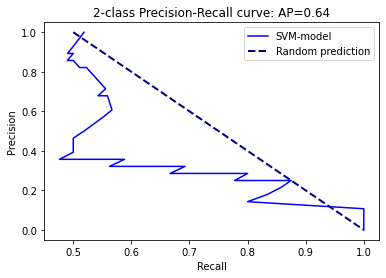 2-class Precision-Recall curve: AP=0.64
SVM-model
Random prediction
Precision
1.0
0.8
0.6
0.4
0.2
0.0
0.5 0.6 0.7 0.8 0.9 1.0
Recall